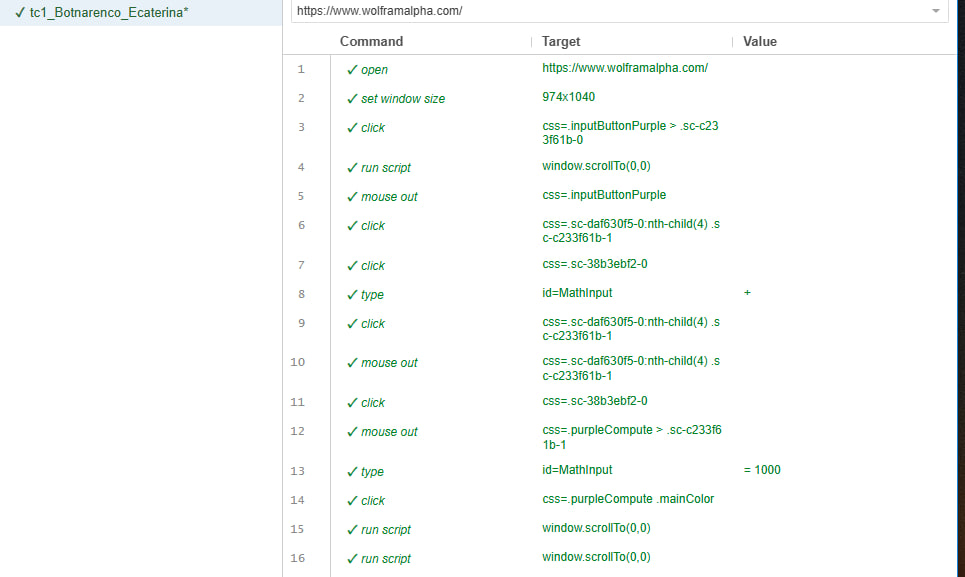 ✓ tc1_Botnarenco_Ecaterina*
https://www.wolframalpha.com/
Command Target Value
1 ✓ open https://www.wolframalpha.com/
2 ✓ set window size 974x1040
3 ✓ click css=.inputButtonPurple > .sc-c23
3f61b-0
4 ✓ run script window.scrollTo(0,0)
5 ✓ mouse out css=.inputButtonPurple
6 ✓ click css=.sc-daf630f5-0:nth-child(4) .s
c-c233f61b-1
7 ✓ click css=.sc-38b3ebf2-0
8 ✓ type id=MathInput +
9 ✓ click css=.sc-daf630f5-0:nth-child(4) .s
c-c233f61b-1
10 ✓ mouse out css=.sc-daf630f5-0:nth-child(4) .s
c-c233f61b-1
11 ✓ click css=.sc-38b3ebf2-0
12 ✓ mouse out css=.purpleCompute > .sc-c233f6
1b-1
13 ✓ type id=MathInput = 1000
14 ✓ click css=.purpleCompute .mainColor
15 ✓ run script window.scrollTo(0,0)
16 ✓ run script window.scrollTo(0,0)